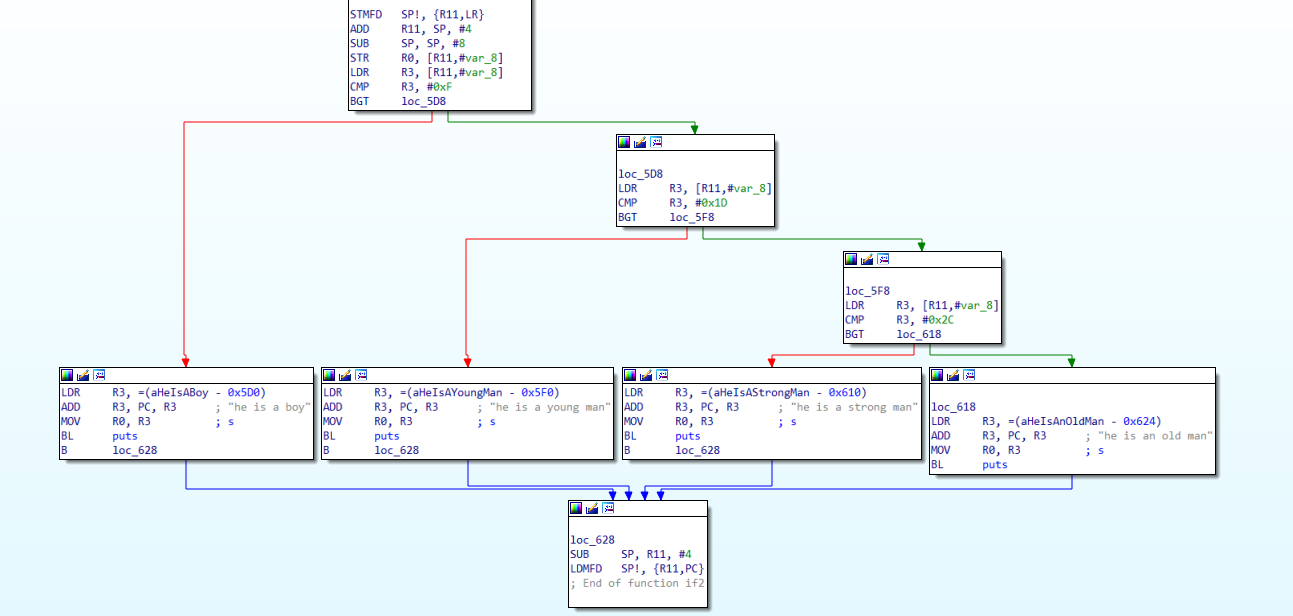 STMFD SP!, {R11,LR}
ADD R11, SP, #4
SUB SP, SP, #8
STR R0, [R11,#var_8]
LDR R3, [R11,#var_8]
CMP R3, #0xF
BGT loc_5D8
loc_5D8
LDR R3, [R11,#var_8]
CMP R3, #0x1D
BGT loc_5F8
loc_5F8
LDR R3, [R11,#var_8]
CMP R3, #0x2C
BGT loc_618
LDR R3, =(aHeIsABoy - 0x5D0)
ADD R3, PC, R3 ; "he is a boy"
MOV R0, R3 ; s
BL puts
B loc_628
LDR R3, =(aHeIsAYoungMan - 0x5F0)
ADD R3, PC, R3 ; "he is a young man"
MOV R0, R3 ; s
BL puts
B loc_628
LDR R3, =(aHeIsAStrongMan - 0x610)
ADD R3, PC, R3 ; "he is a strong man"
MOV R0, R3 ; s
BL puts
B loc_628
loc_618
LDR R3, =(aHeIsAnOldMan - 0x624)
ADD R3, PC, R3 ; "he is an old man"
MOV R0, R3 ; s
BL puts
loc_628
SUB SP, R11, #4
LDMFD SP!, {R11,PC}
; End of function if2